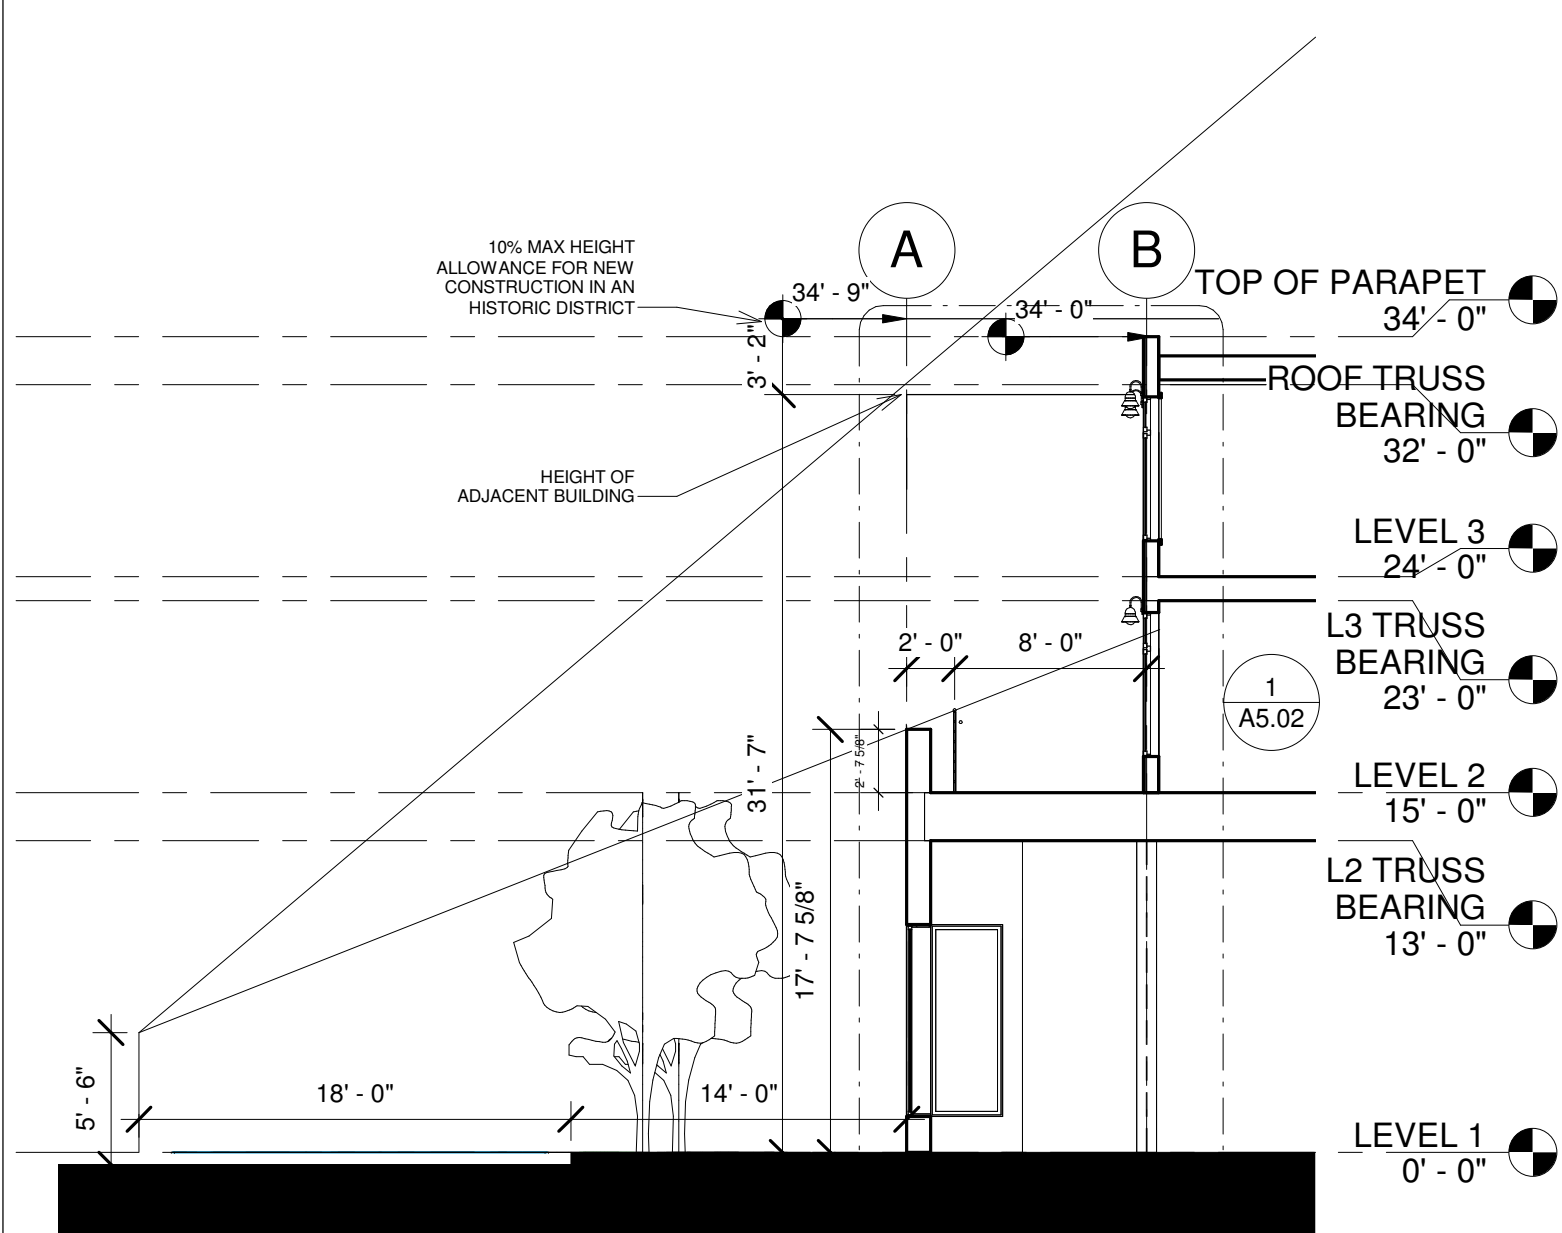 A
B
10% MAX HEIGHT
ALLOWANCE FOR NEW
CONSTRUCTION IN AN
HISTORIC DISTRICT
34' - 9"
34' - 0"
3' - 2"
TOP OF PARAPET
34' - 0"
ROOF TRUSS
BEARING
32' - 0"
HEIGHT OF
ADJACENT BUILDING
LEVEL 3
24' - 0"
L3 TRUSS
BEARING
23' - 0"
2' - 0"
8' - 0"
1
A5.02
31' - 7"
2' - 7 5/8"
LEVEL 2
15' - 0"
17' - 7 5/8"
L2 TRUSS
BEARING
13' - 0"
5' - 6"
18' - 0"
14' - 0"
LEVEL 1
0' - 0"